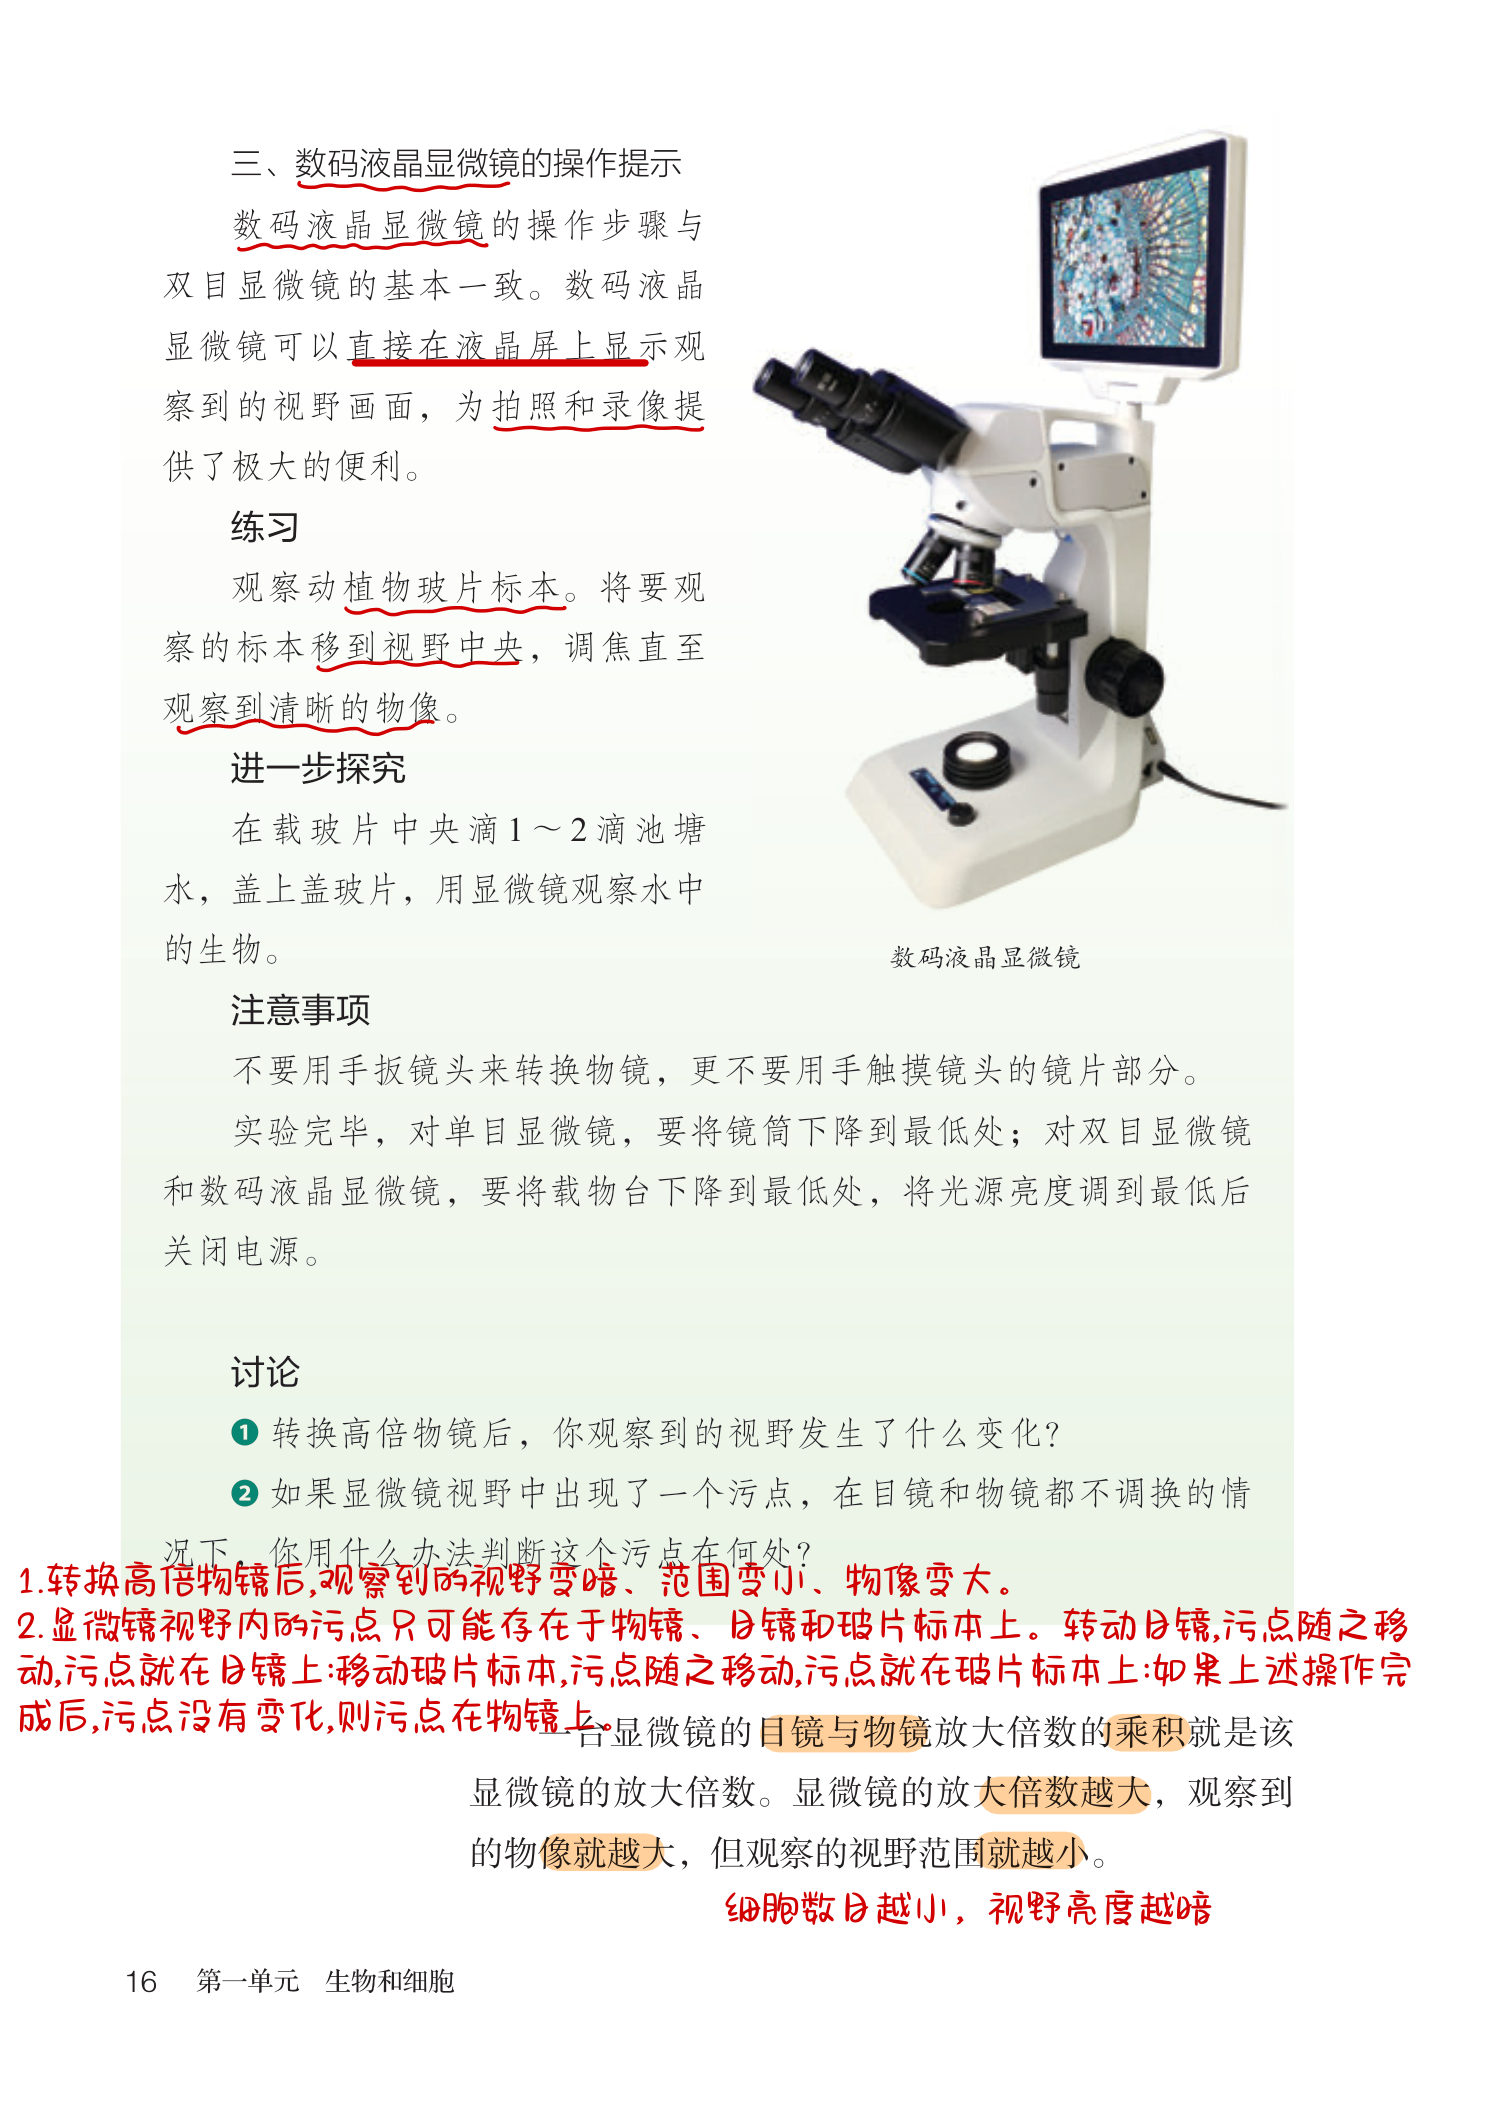 三、数码液晶显微镜的操作提示
数码液晶显微镜的操作步骤与
双目显微镜的基本一致。数码液晶
显微镜可以直接在液晶屏上显示观
察到的视野画面，为拍照和录像提
供了极大的便利。
练习
观察动植物玻片标本。将要观
察的标本移到视野中央，调焦直至
观察到清晰的物像。
进一步探究
在载玻片中央滴1～2滴池塘
水，盖上盖玻片，用显微镜观察水中
的生物。
数码液晶显微镜
注意事项
不要用手扳镜头来转换物镜，更不要用手触摸镜头的镜片部分。
实验完毕，对单目显微镜，要将镜筒下降到最低处；对双目显微镜
和数码液晶显微镜，要将载物台下降到最低处，将光源亮度调到最低后
关闭电源。
讨论
❶ 转换高倍物镜后，你观察到的视野发生了什么变化？
❷ 如果显微镜视野中出现了一个污点，在目镜和物镜都不调换的情
况下，你用什么办法判断这个污点在何处？
1.转换高倍物镜后,观察到的视野变暗、范围变小、物像变大。
2.显微镜视野内的污点只可能存在于物镜、目镜和玻片标本上。转动目镜,污点随之移
动,污点就在目镜上:移动玻片标本,污点随之移动,污点就在玻片标本上:如果上述操作完
成后,污点没有变化,则污点在物镜上。
一台显微镜的目镜与物镜放大倍数的乘积就是该
显微镜的放大倍数。显微镜的放大倍数越大，观察到
的物像就越大，但观察的视野范围就越小。
细胞数目越小，视野亮度越暗
16 第一单元 生物和细胞